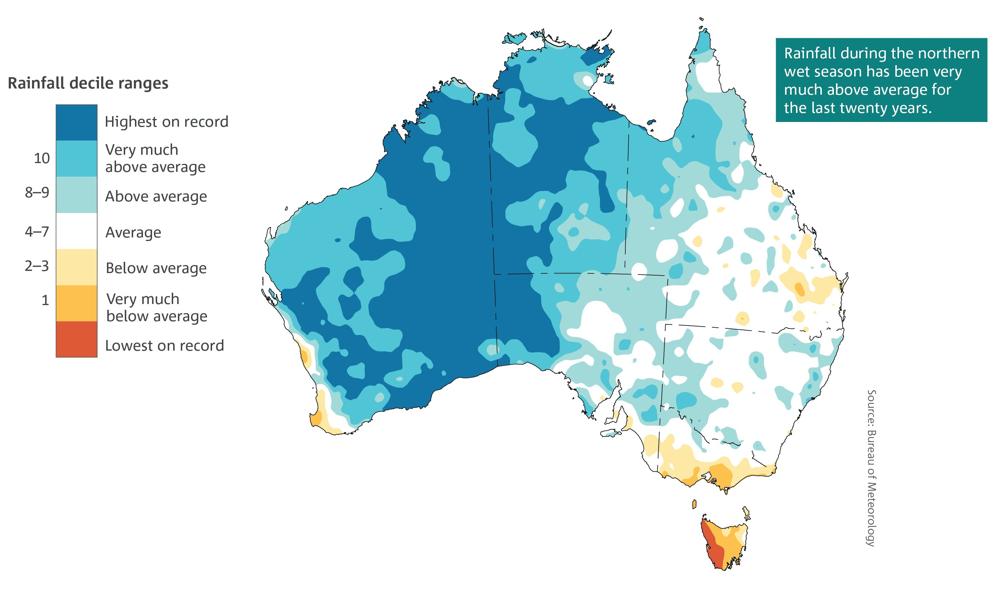 Rainfall decile ranges
Highest on record
10
Very much
above average
8–9
Above average
4–7
Average
2–3
Below average
1
Very much
below average
Lowest on record
Rainfall during the northern
wet season has been very
much above average for
the last twenty years.
Source: Bureau of Meteorology